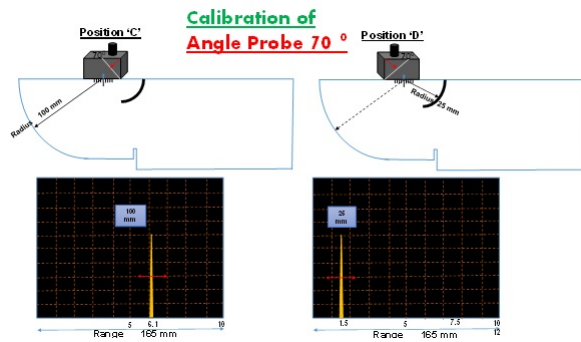 Calibration of
Angle Probe 70 º
Position ‘C’
Position ‘D’
Radius 100 mm
Radius 25 mm
100
mm
25
mm
5 6.1 10
Range 165 mm
1.5 5 7.5 10
12
Range 165 mm